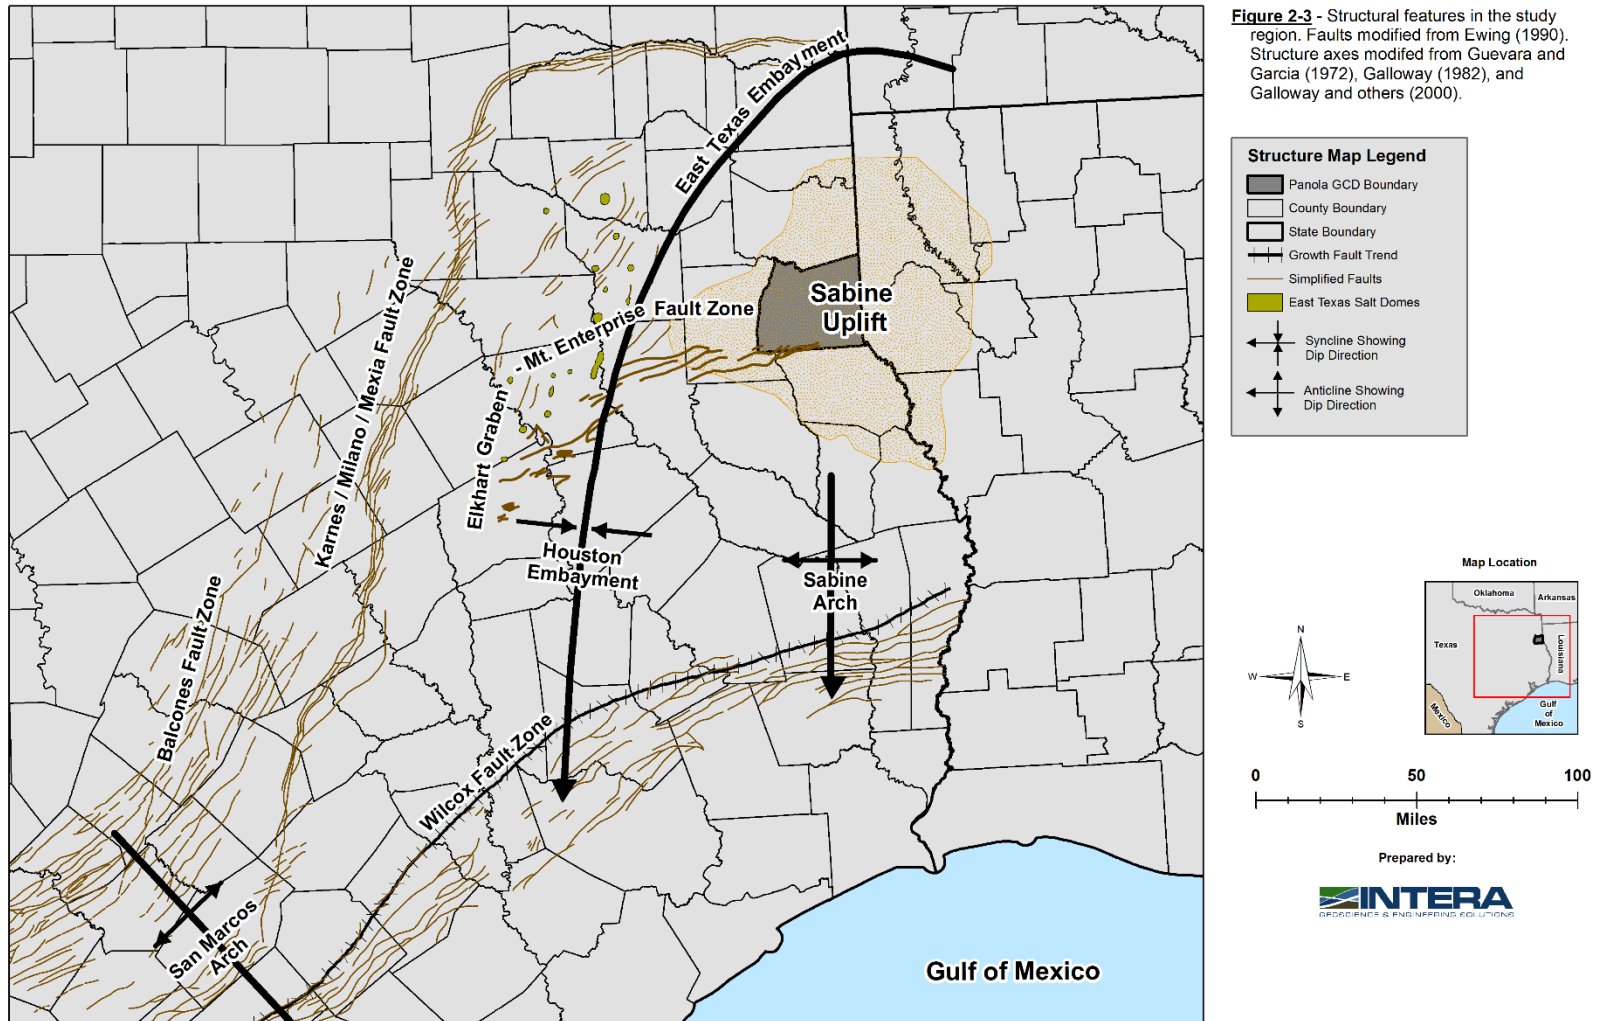 Figure 2-3 - Structural features in the study
region. Faults modified from Ewing (1990).
Structure axes modifed from Guevara and
Garcia (1972), Galloway (1982), and
Galloway and others (2000).
Structure Map Legend
Panola GCD Boundary
County Boundary
State Boundary
Growth Fault Trend
Simplified Faults
East Texas Salt Domes
Syncline Showing
Dip Direction
Anticline Showing
Dip Direction
East Texas Embayment
Karnes / Milano / Mexia Fault Zone
Elkhart Graben - Mt. Enterprise Fault Zone
Sabine
Uplift
Houston
Embayment
Sabine
Arch
Balcones Fault Zone
Wilcox Fault Zone
San Marcos
Arch
Gulf of Mexico
Map Location
Oklahoma
Arkansas
Texas
Louisiana
Mexico
Gulf
of
Mexico
N
W
E
S
0
50
100
Miles
Prepared by:
INTERA
GEOSCIENCE & ENGINEERING SOLUTIONS